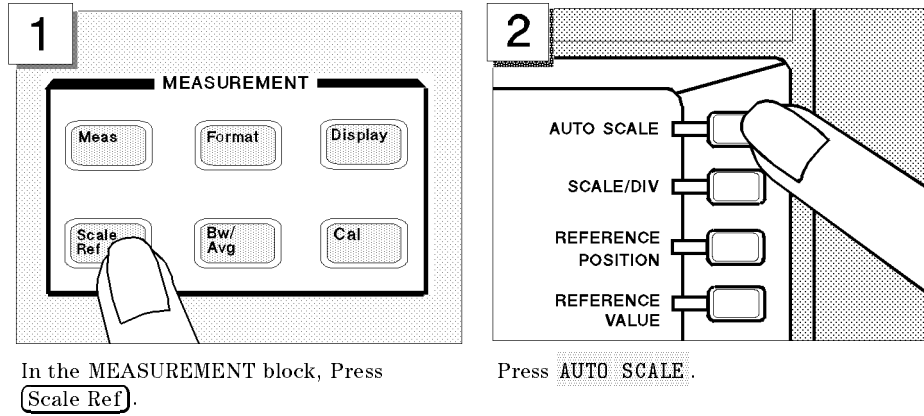 1
MEASUREMENT
Meas
Format
Display
Scale
Ref
Bw/
Avg
Cal
In the MEASUREMENT block, Press
Scale Ref.
2
AUTO SCALE
SCALE/DIV
REFERENCE
POSITION
REFERENCE
VALUE
Press AUTO SCALE.